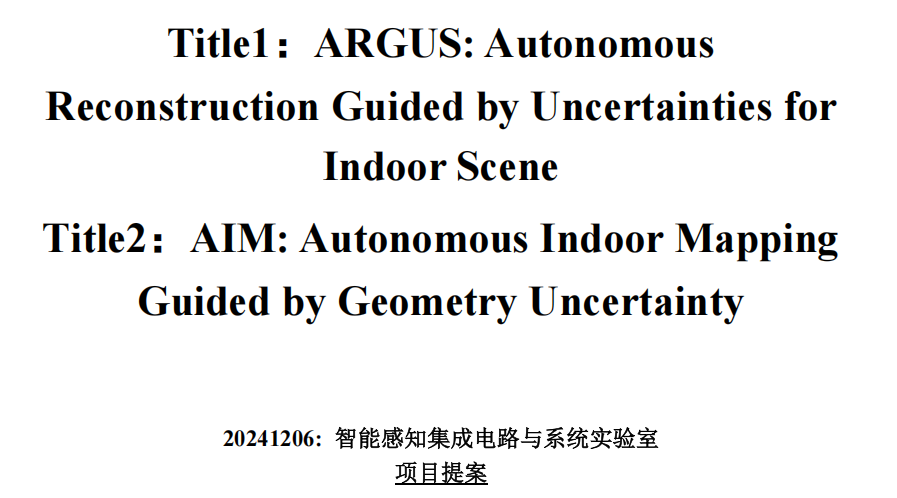 Title1：ARGUS: Autonomous
Reconstruction Guided by Uncertainties for
Indoor Scene
Title2：AIM: Autonomous Indoor Mapping
Guided by Geometry Uncertainty
20241206: 智能感知集成电路与系统实验室
项目提案